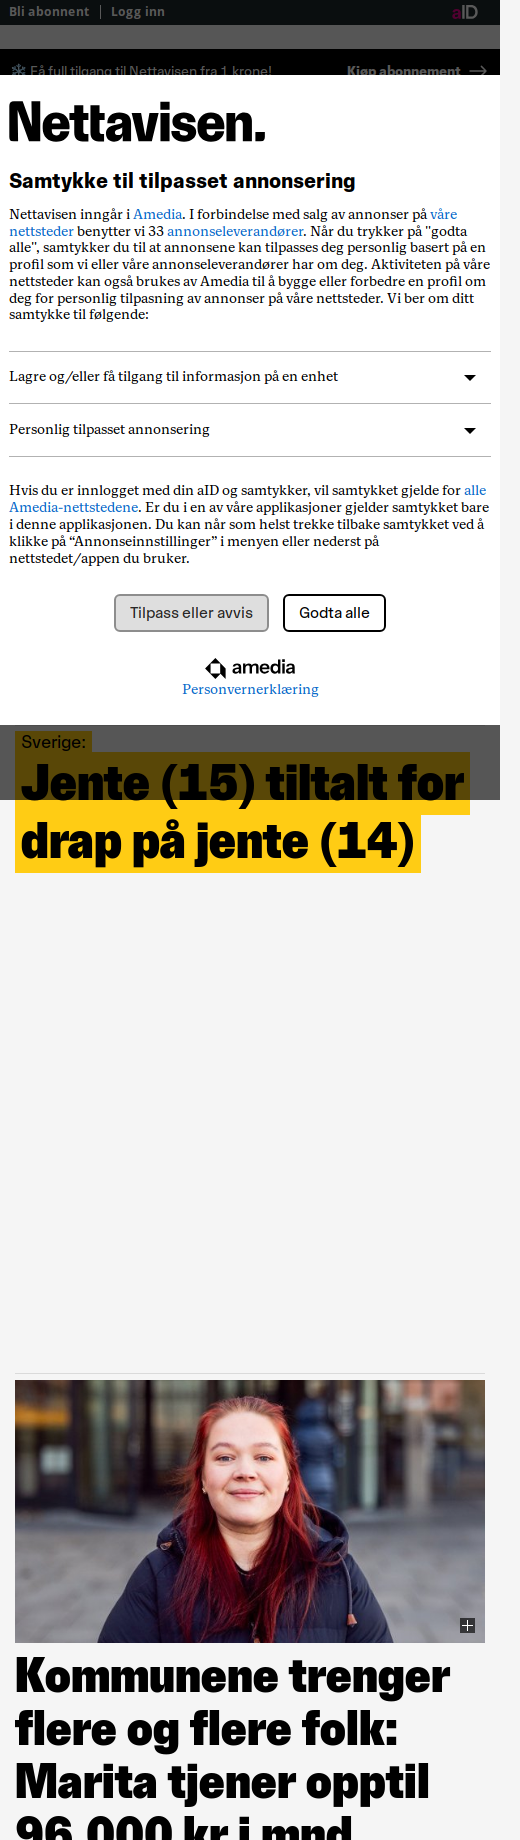 Bli abonnent | Logg inn
aID
Få full tilgang til Nettavisen fra 1 krone!
Kjøp abonnement
Nettavisen.
Samtykke til tilpasset annonsering
Nettavisen inngår i Amedia. I forbindelse med salg av annonser på våre
nettsteder benytter vi 33 annonseleverandører. Når du trykker på "godta
alle", samtykker du til at annonsene kan tilpasses deg personlig basert på en
profil som vi eller våre annonseleverandører har om deg. Aktiviteten på våre
nettsteder kan også brukes av Amedia til å bygge eller forbedre en profil om
deg for personlig tilpasning av annonser på våre nettsteder. Vi ber om ditt
samtykke til følgende:
Lagre og/eller få tilgang til informasjon på en enhet
Personlig tilpasset annonsering
Hvis du er innlogget med din aID og samtykker, vil samtykket gjelde for alle
Amedia-nettstedene. Er du i en av våre applikasjoner gjelder samtykket bare
i denne applikasjonen. Du kan når som helst trekke tilbake samtykket ved å
klikke på “Annonseinnstillinger” i menyen eller nederst på
nettstedet/appen du bruker.
Tilpass eller avvis
Godta alle
amedia
Personvernerklæring
Sverige:
Jente (15) tiltalt for
drap på jente (14)
Kommunene trenger
flere og flere folk:
Marita tjener opptil
96.000 kr i mnd